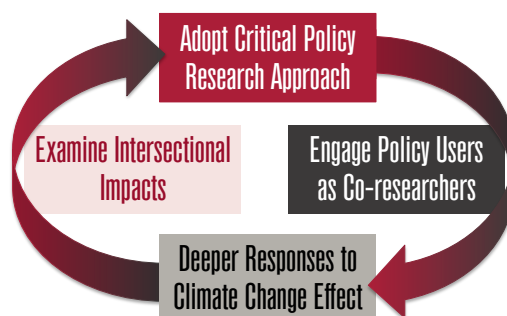 Adopt Critical Policy
Research Approach
Examine Intersectional
Impacts
Engage Policy Users
as Co-researchers
Deeper Responses to
Climate Change Effect